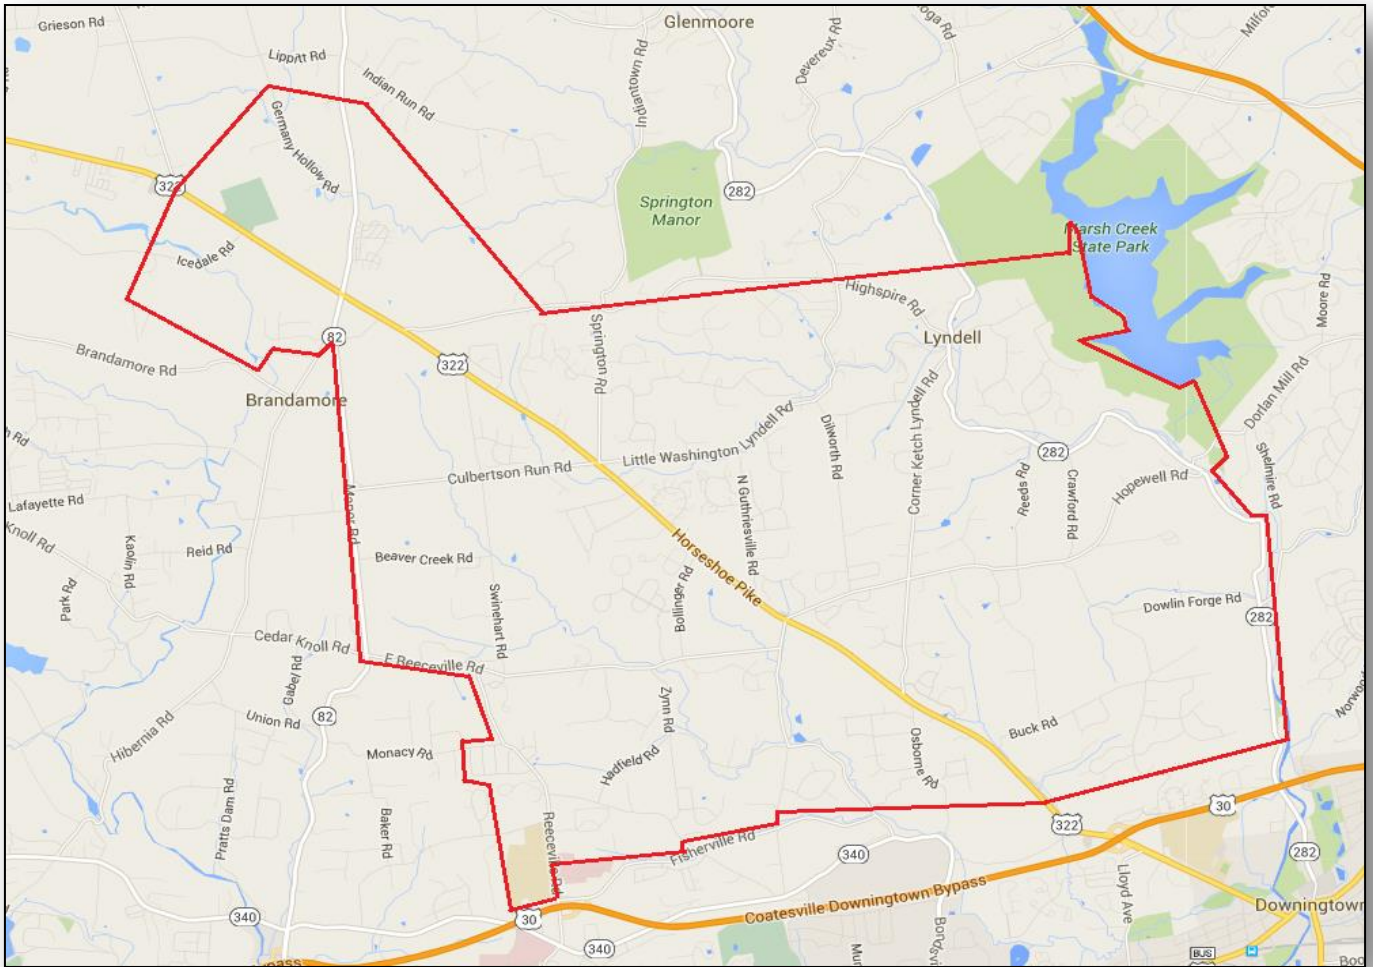 Grieson Rd
Glenmoore
Milford
Lippitt Rd
Devereux Rd
Indiantown Rd
Indian Run Rd
Germany Hollow Rd
322
282
Springton
Manor
Marsh Creek
State Park
Icedale Rd
Highspire Rd
Moore Rd
82
Lyndell
Springton Rd
322
Brandamore Rd
Brandamore
Dorlan Mill Rd
Corner Ketch Lyndell Rd
Dilworth Rd
282
Little Washington Lyndell Rd
Culbertson Run Rd
Reeds Rd
Crawford Rd
Hopewell Rd
Shelmire Rd
Lafayette Rd
Manor Rd
N Guthriesville Rd
Knoll Rd
Kaolin Rd
Reid Rd
Beaver Creek Rd
Horseshoe Pike
Park Rd
Swinehart Rd
Bollinger Rd
Dowlin Forge Rd
282
Cedar Knoll Rd
E Reeceville Rd
Gabel Rd
Zynn Rd
Union Rd
82
Buck Rd
Hibernia Rd
Monacy Rd
Hadfield Rd
Osborne Rd
Pratts Dam Rd
Baker Rd
Reeceville Rd
30
322
Fisherville Rd
340
282
Lloyd Ave
Coatesville Downingtown Bypass
Downingtown
340
30
340
BUS